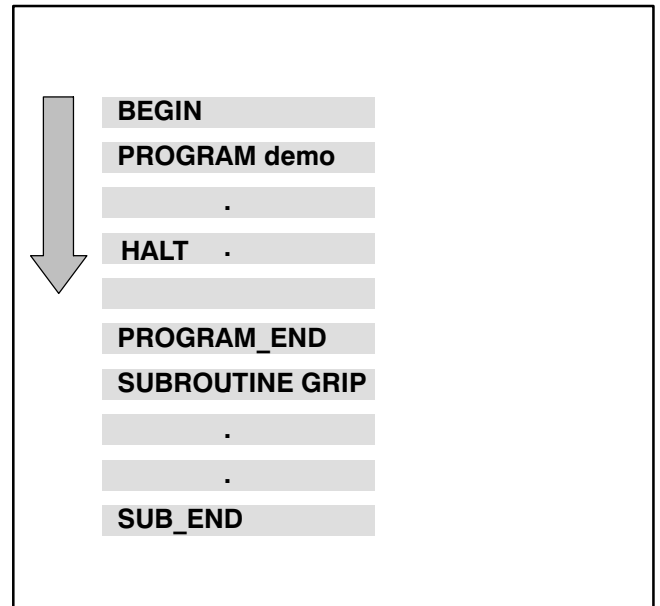 BEGIN
PROGRAM demo
.
HALT .
PROGRAM_END
SUBROUTINE GRIP
.
.
SUB_END